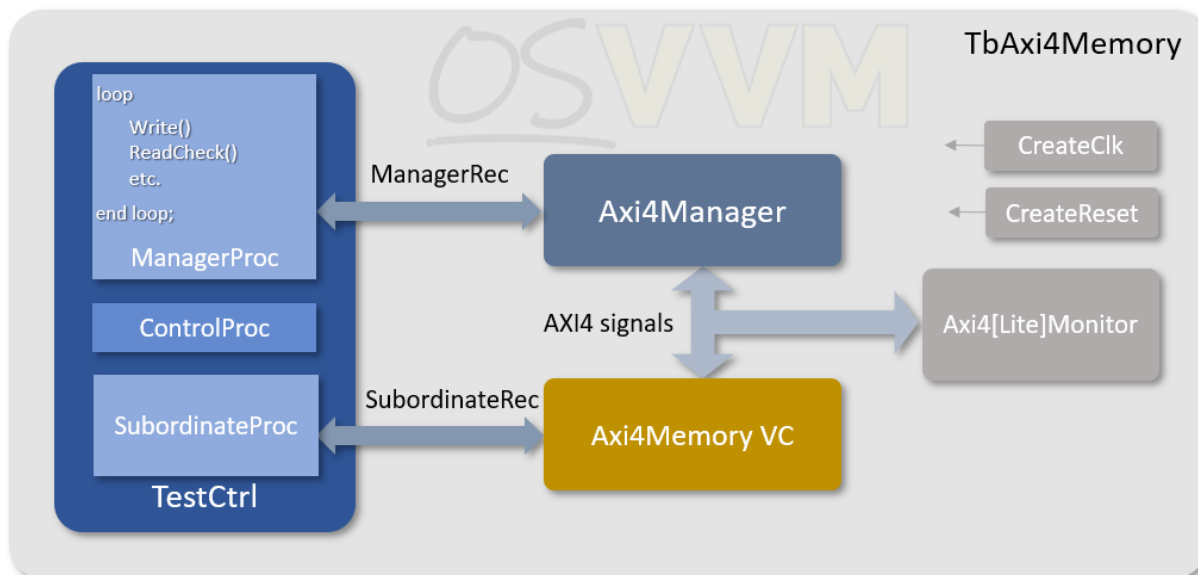 OSVVM
TbAxi4Memory
loop
Write()
ReadCheck()
etc.
end loop;
ManagerProc
ControlProc
SubordinateProc
TestCtrl
ManagerRec
SubordinateRec
Axi4Manager
AXI4 signals
Axi4Memory VC
CreateClk
CreateReset
Axi4[Lite]Monitor